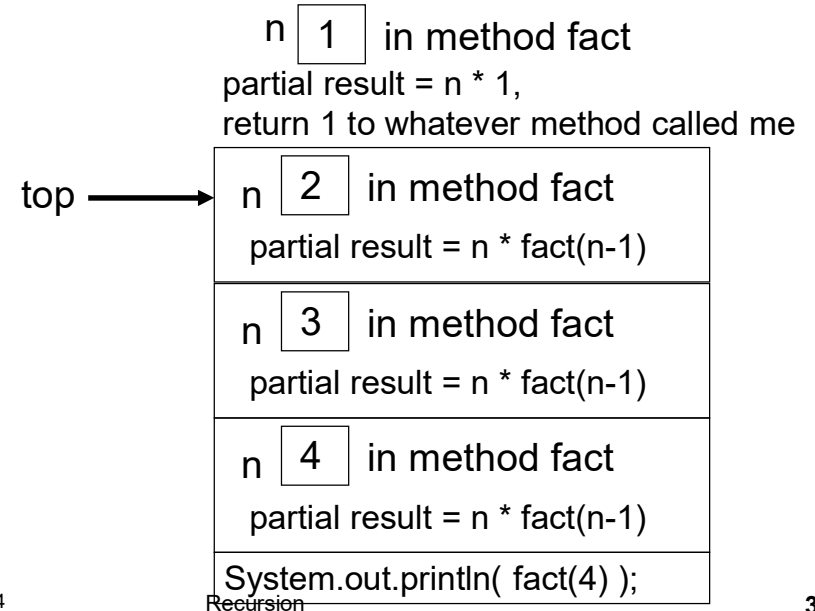 n 1 in method fact
partial result = n * 1,
return 1 to whatever method called me
top n 2 in method fact
partial result = n * fact(n-1)
n 3 in method fact
partial result = n * fact(n-1)
n 4 in method fact
partial result = n * fact(n-1)
System.out.println( fact(4) );
4 Recursion 3